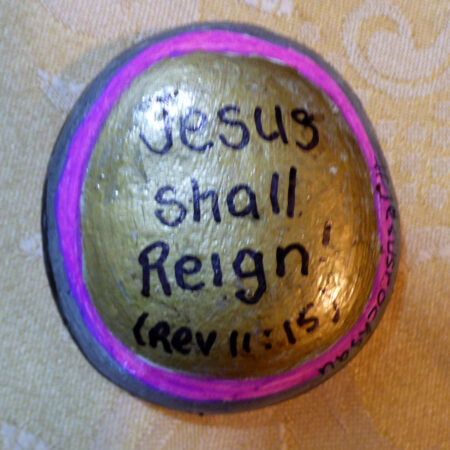 Jesus
shall
Reign!
(Rev 11:15)